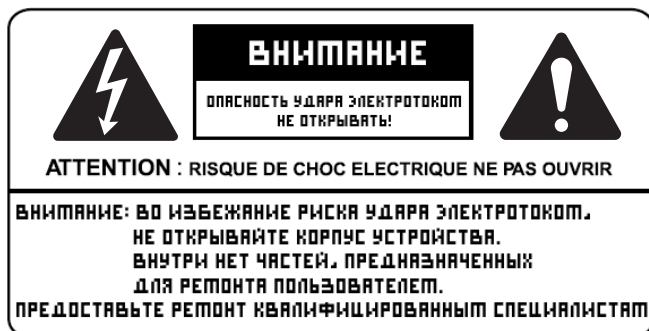 ВНИМАНИЕ
ОПАСНОСТЬ УДАРА ЭЛЕКТРОТОКОМ
НЕ ОТКРЫВАТЬ!
ATTENTION : RISQUE DE CHOC ELECTRIQUE NE PAS OUVRIR
ВНИМАНИЕ: ВО ИЗБЕЖАНИЕ РИСКА УДАРА ЭЛЕКТРОТОКОМ,
НЕ ОТКРЫВАЙТЕ КОРПУС УСТРОЙСТВА.
ВНУТРИ НЕТ ЧАСТЕЙ, ПРЕДНАЗНАЧЕННЫХ
ДЛЯ РЕМОНТА ПОЛЬЗОВАТЕЛЕМ.
ПРЕДОСТАВЬТЕ РЕМОНТ КВАЛИФИЦИРОВАННЫМ СПЕЦИАЛИСТАМ